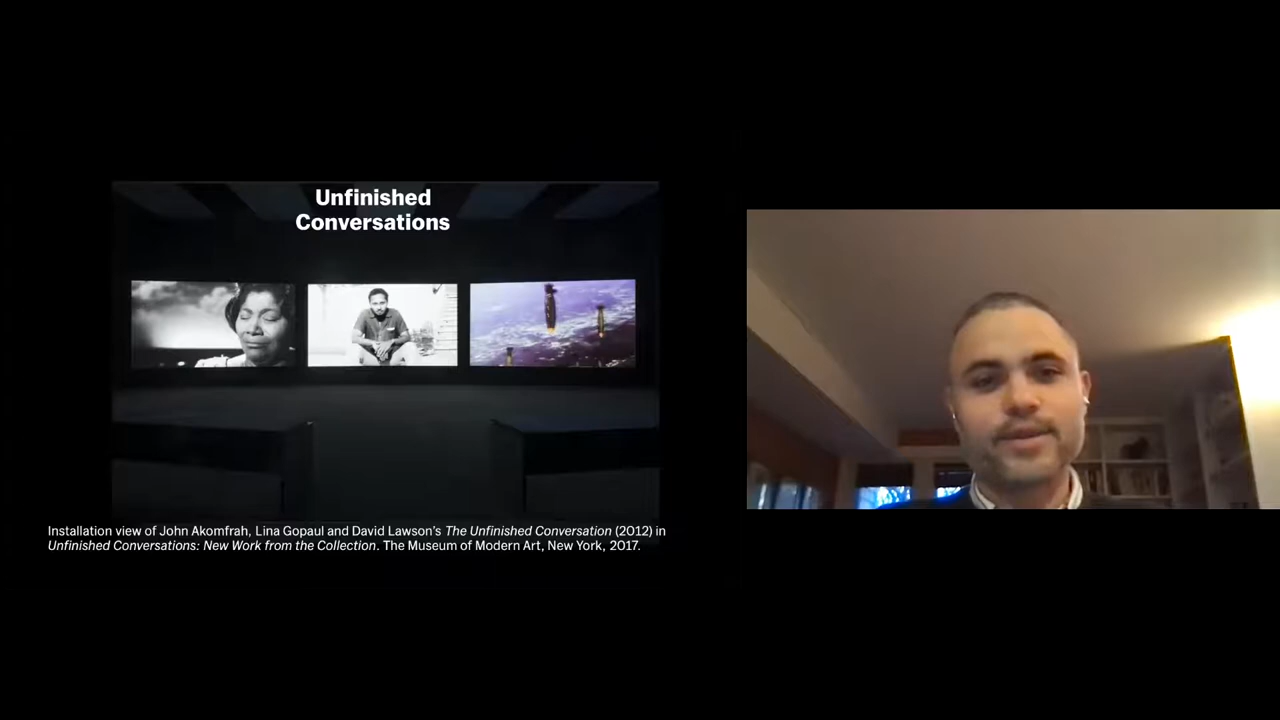 Unfinished
Conversations
Installation view of John Akomfrah, Lina Gopaul and David Lawson's The Unfinished Conversation (2012) in
Unfinished Conversations: New Work from the Collection. The Museum of Modern Art, New York, 2017.